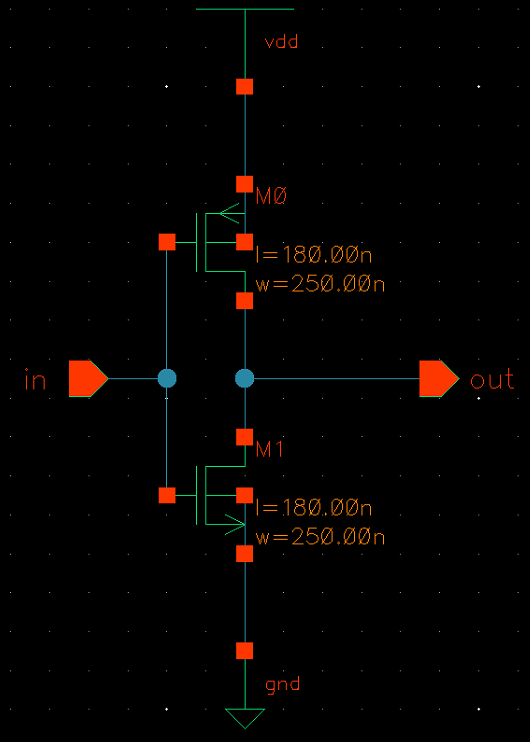 vdd
M0
l=180.00n
w=250.00n
in
out
M1
l=180.00n
w=250.00n
gnd